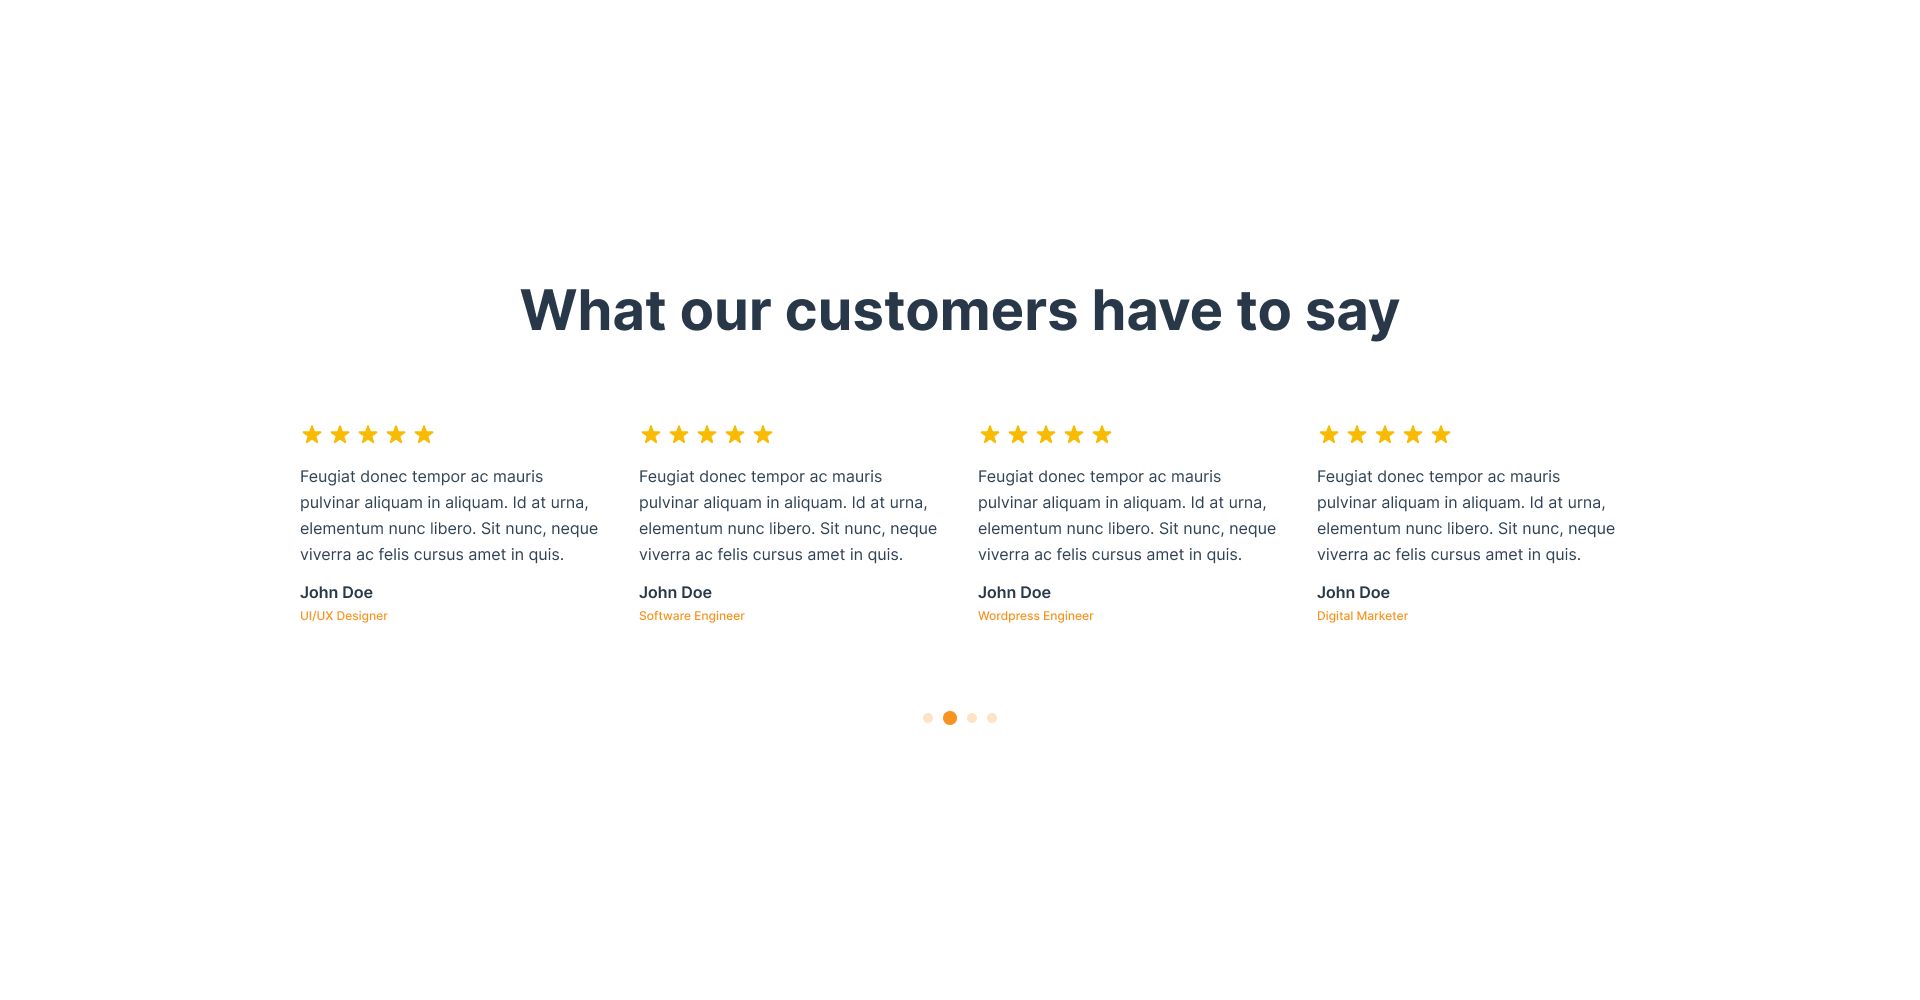 What our customers have to say
Feugiat donec tempor ac mauris
pulvinar aliquam in aliquam. Id at urna,
elementum nunc libero. Sit nunc, neque
viverra ac felis cursus amet in quis.
John Doe
UI/UX Designer
Feugiat donec tempor ac mauris
pulvinar aliquam in aliquam. Id at urna,
elementum nunc libero. Sit nunc, neque
viverra ac felis cursus amet in quis.
John Doe
Software Engineer
Feugiat donec tempor ac mauris
pulvinar aliquam in aliquam. Id at urna,
elementum nunc libero. Sit nunc, neque
viverra ac felis cursus amet in quis.
John Doe
Wordpress Engineer
Feugiat donec tempor ac mauris
pulvinar aliquam in aliquam. Id at urna,
elementum nunc libero. Sit nunc, neque
viverra ac felis cursus amet in quis.
John Doe
Digital Marketer